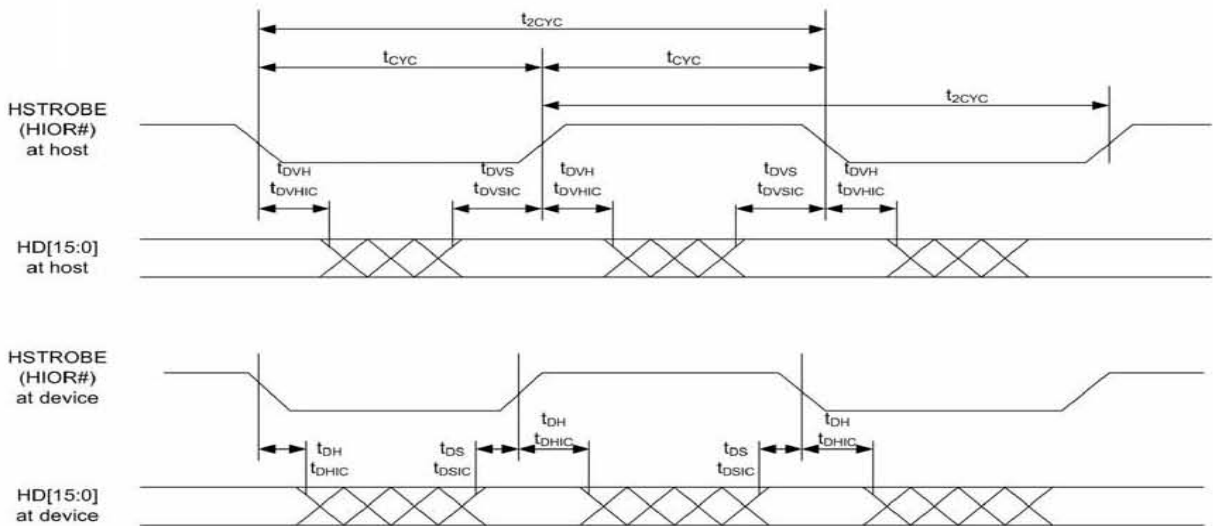 t2CYC
tCYC tCYC
t2CYC
HSTROBE
(HIOR#)
at host
tDVH tDVS tDVH tDVS tDVH
tDVHIC tDVSIC tDVHIC tDVSIC tDVHIC
HD[15:0]
at host
HSTROBE
(HIOR#)
at device
tDH tDH
tDH tDS tDHIC tDS tDHIC
tDHIC tDSIC tDSIC
HD[15:0]
at device